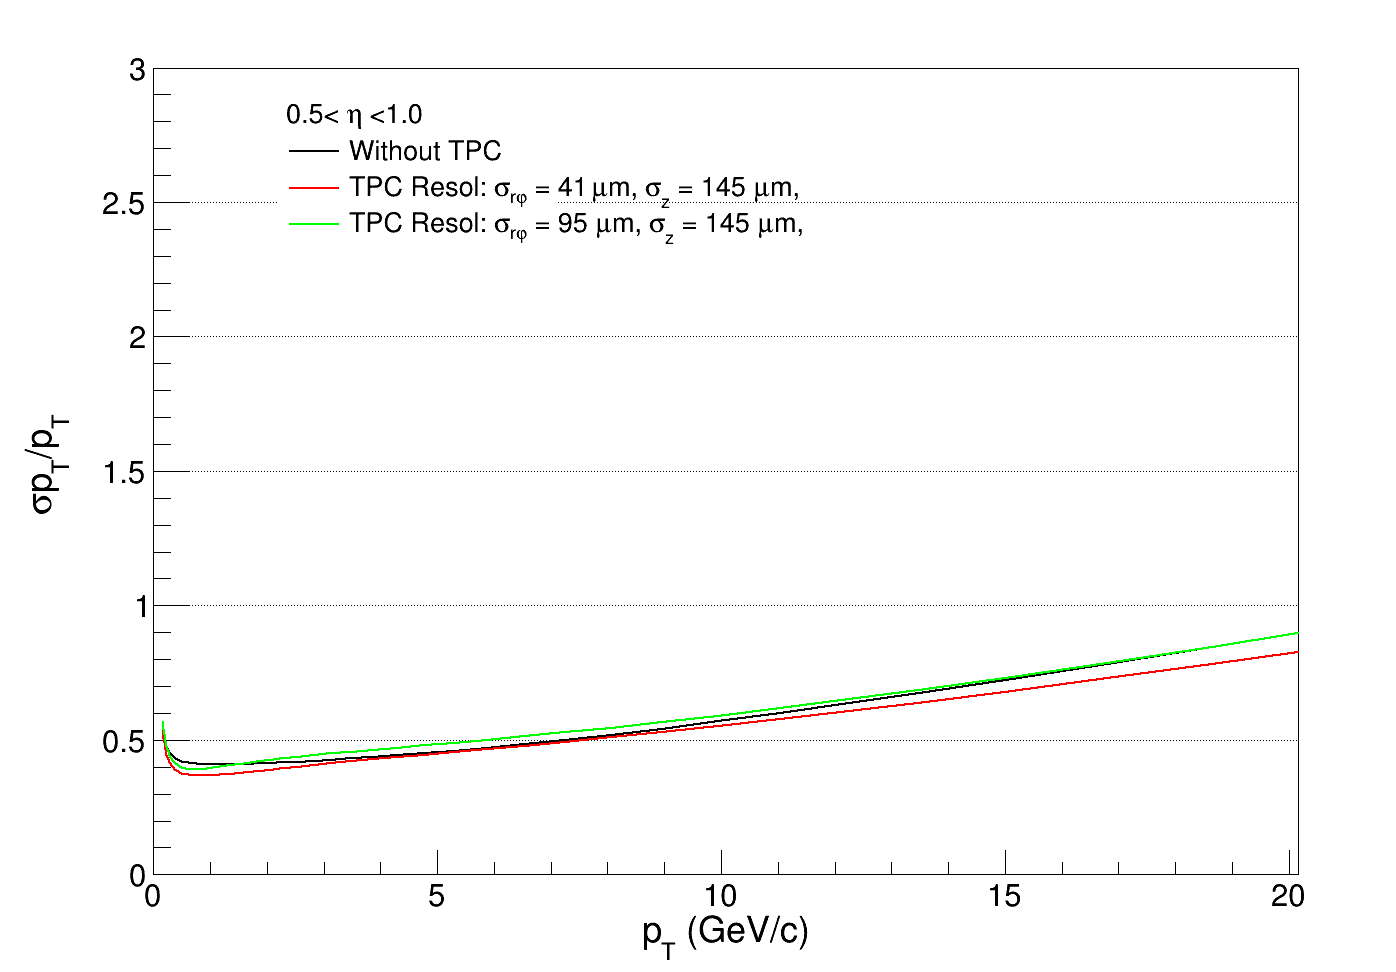 3
2.5
2
1.5
1
0.5
0
0.5< η <1.0
Without TPC
TPC Resol: σrφ = 41 μm, σz = 145 μm,
TPC Resol: σrφ = 95 μm, σz = 145 μm,
σpT/pT
0 5 10 15 20
pT (GeV/c)